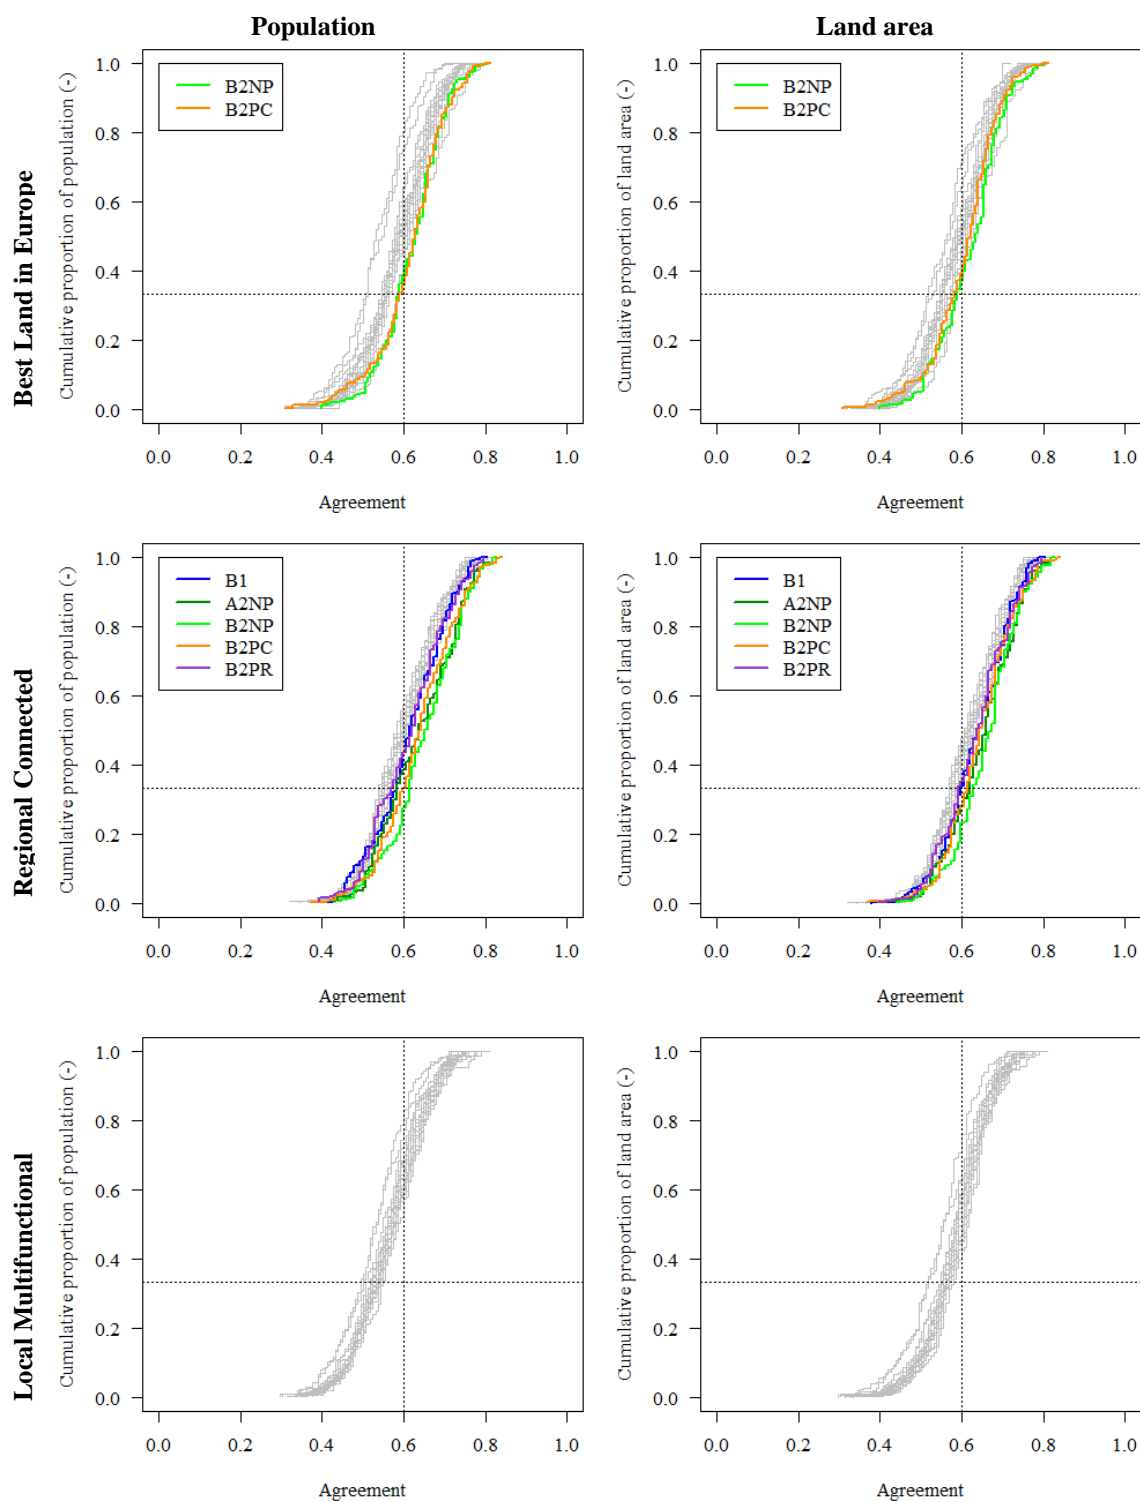 Population
Land area
Best Land in Europe
Cumulative proportion of population (-)
1.0
0.8
0.6
0.4
0.2
0.0
B2NP
B2PC
0.0 0.2 0.4 0.6 0.8 1.0
Agreement
Cumulative proportion of land area (-)
1.0
0.8
0.6
0.4
0.2
0.0
B2NP
B2PC
0.0 0.2 0.4 0.6 0.8 1.0
Agreement
Regional Connected
Cumulative proportion of population (-)
1.0
0.8
0.6
0.4
0.2
0.0
B1
A2NP
B2NP
B2PC
B2PR
0.0 0.2 0.4 0.6 0.8 1.0
Agreement
Cumulative proportion of land area (-)
1.0
0.8
0.6
0.4
0.2
0.0
B1
A2NP
B2NP
B2PC
B2PR
0.0 0.2 0.4 0.6 0.8 1.0
Agreement
Local Multifunctional
Cumulative proportion of population (-)
1.0
0.8
0.6
0.4
0.2
0.0
0.0 0.2 0.4 0.6 0.8 1.0
Agreement
Cumulative proportion of land area (-)
1.0
0.8
0.6
0.4
0.2
0.0
0.0 0.2 0.4 0.6 0.8 1.0
Agreement